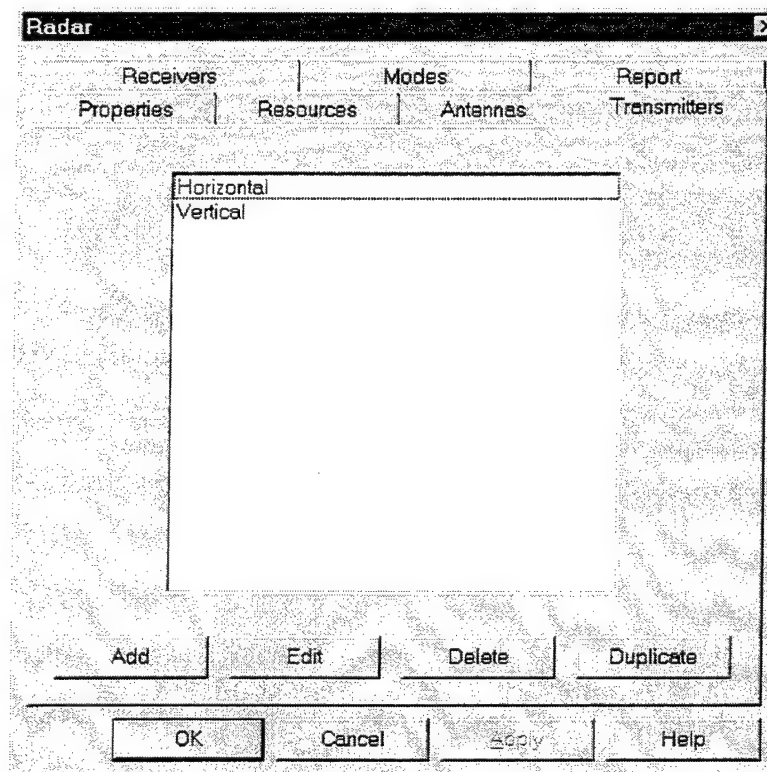 Radar
Receivers Modes Report
Properties Resources Antennas Transmitters
Horizontal
Vertical
Add Edit Delete Duplicate
OK Cancel Apply Help